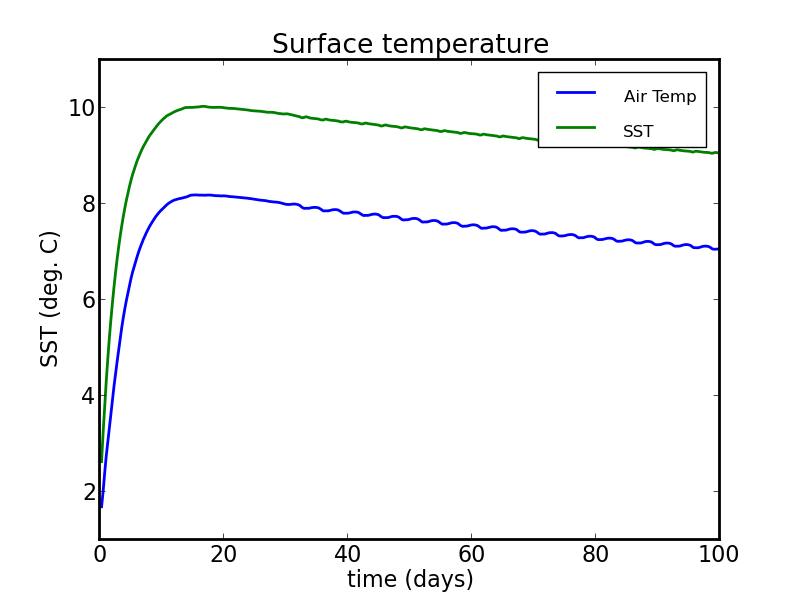 Surface temperature
Air Temp
SST
SST (deg. C)
10
8
6
4
2
0 20 40 60 80 100
time (days)